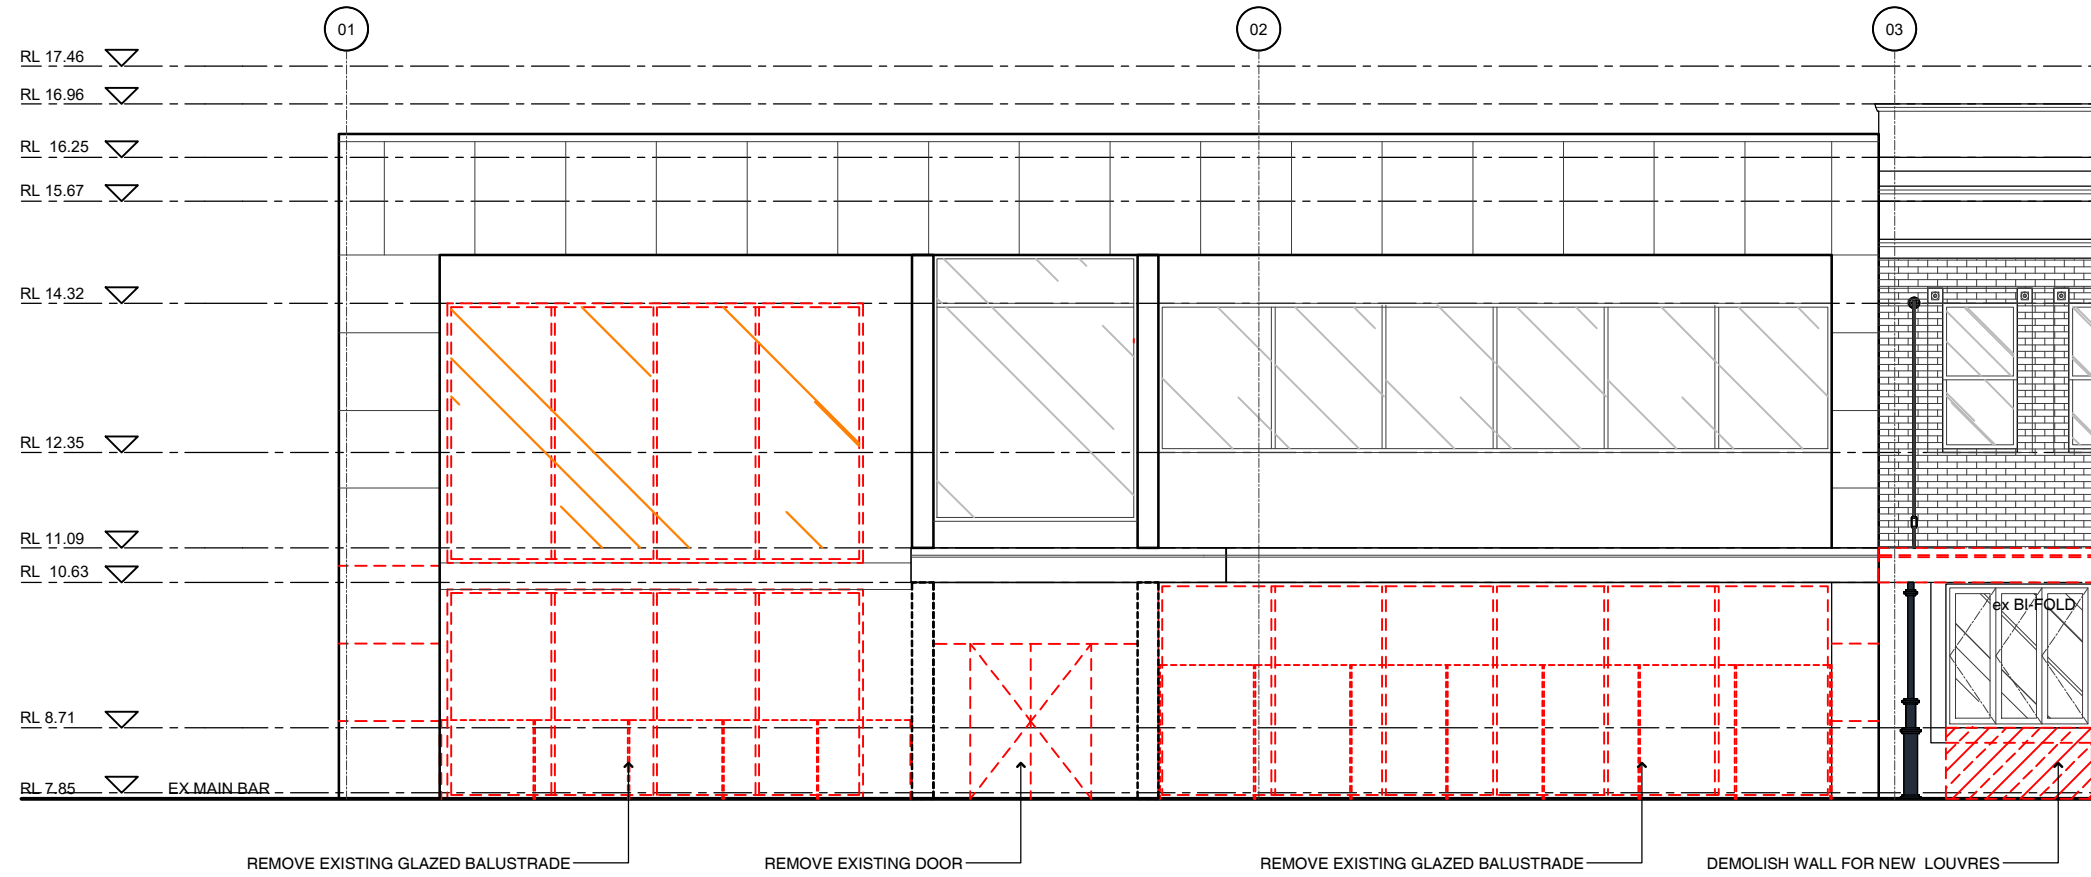 01
02
03
RL 17.46
RL 16.96
RL 16.25
RL 15.67
RL 14.32
RL 12.35
RL 11.09
RL 10.63
ex BI-FOLD
RL 8.71
RL 7.85
EX MAIN BAR
REMOVE EXISTING GLAZED BALUSTRADE
REMOVE EXISTING DOOR
REMOVE EXISTING GLAZED BALUSTRADE
DEMOLISH WALL FOR NEW LOUVRES